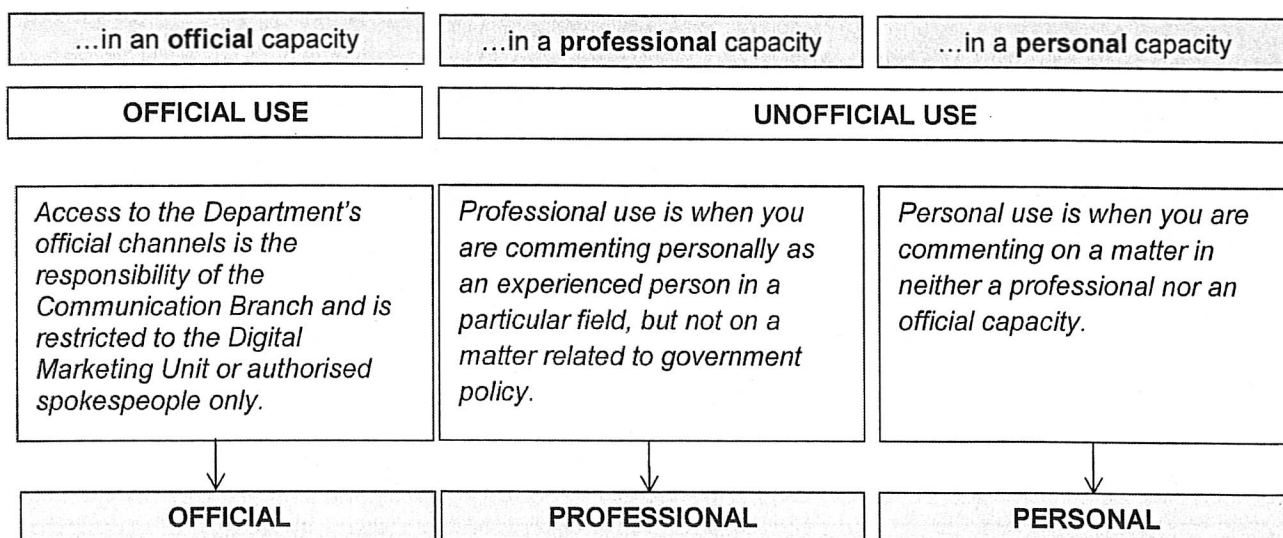 ...in an official capacity
...in a professional capacity
...in a personal capacity
OFFICIAL USE
UNOFFICIAL USE
Access to the Department's
official channels is the
responsibility of the
Communication Branch and is
restricted to the Digital
Marketing Unit or authorised
spokespeople only.
Professional use is when you
are commenting personally as
an experienced person in a
particular field, but not on a
matter related to government
policy.
Personal use is when you are
commenting on a matter in
neither a professional nor an
official capacity.
OFFICIAL
PROFESSIONAL
PERSONAL